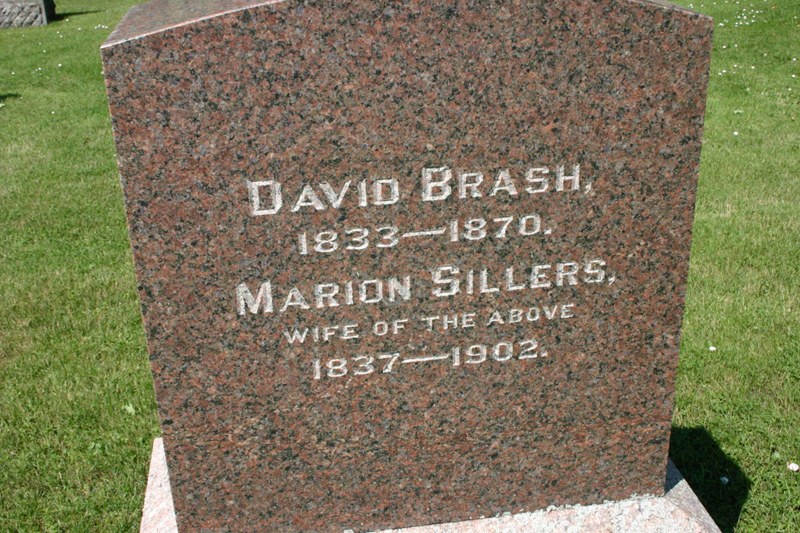 DAVID BRASH,
1833—1870.
MARION SILLERS,
WIFE OF THE ABOVE
1837—1902.